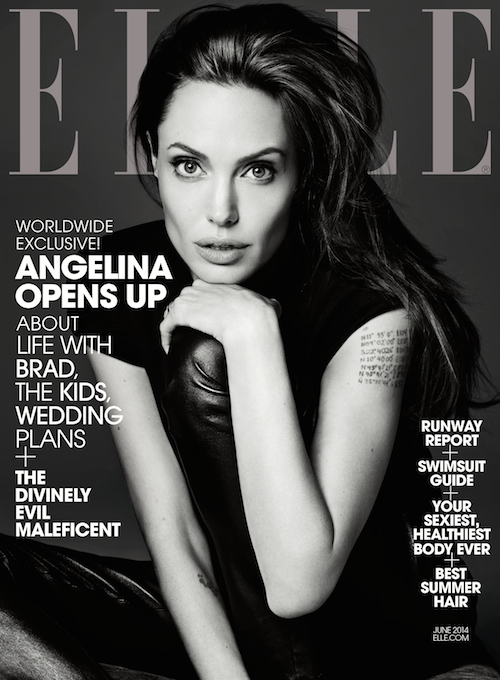 ELLE
WORLDWIDE
EXCLUSIVE!
ANGELINA
OPENS UP
ABOUT
LIFE WITH
BRAD,
THE KIDS,
WEDDING
PLANS
+
THE
DIVINELY
EVIL
MALEFICENT
RUNWAY
REPORT
+
SWIMSUIT
GUIDE
+
YOUR
SEXIEST,
HEALTHIEST
BODY EVER
+
BEST
SUMMER
HAIR
JUNE 2014
ELLE.COM